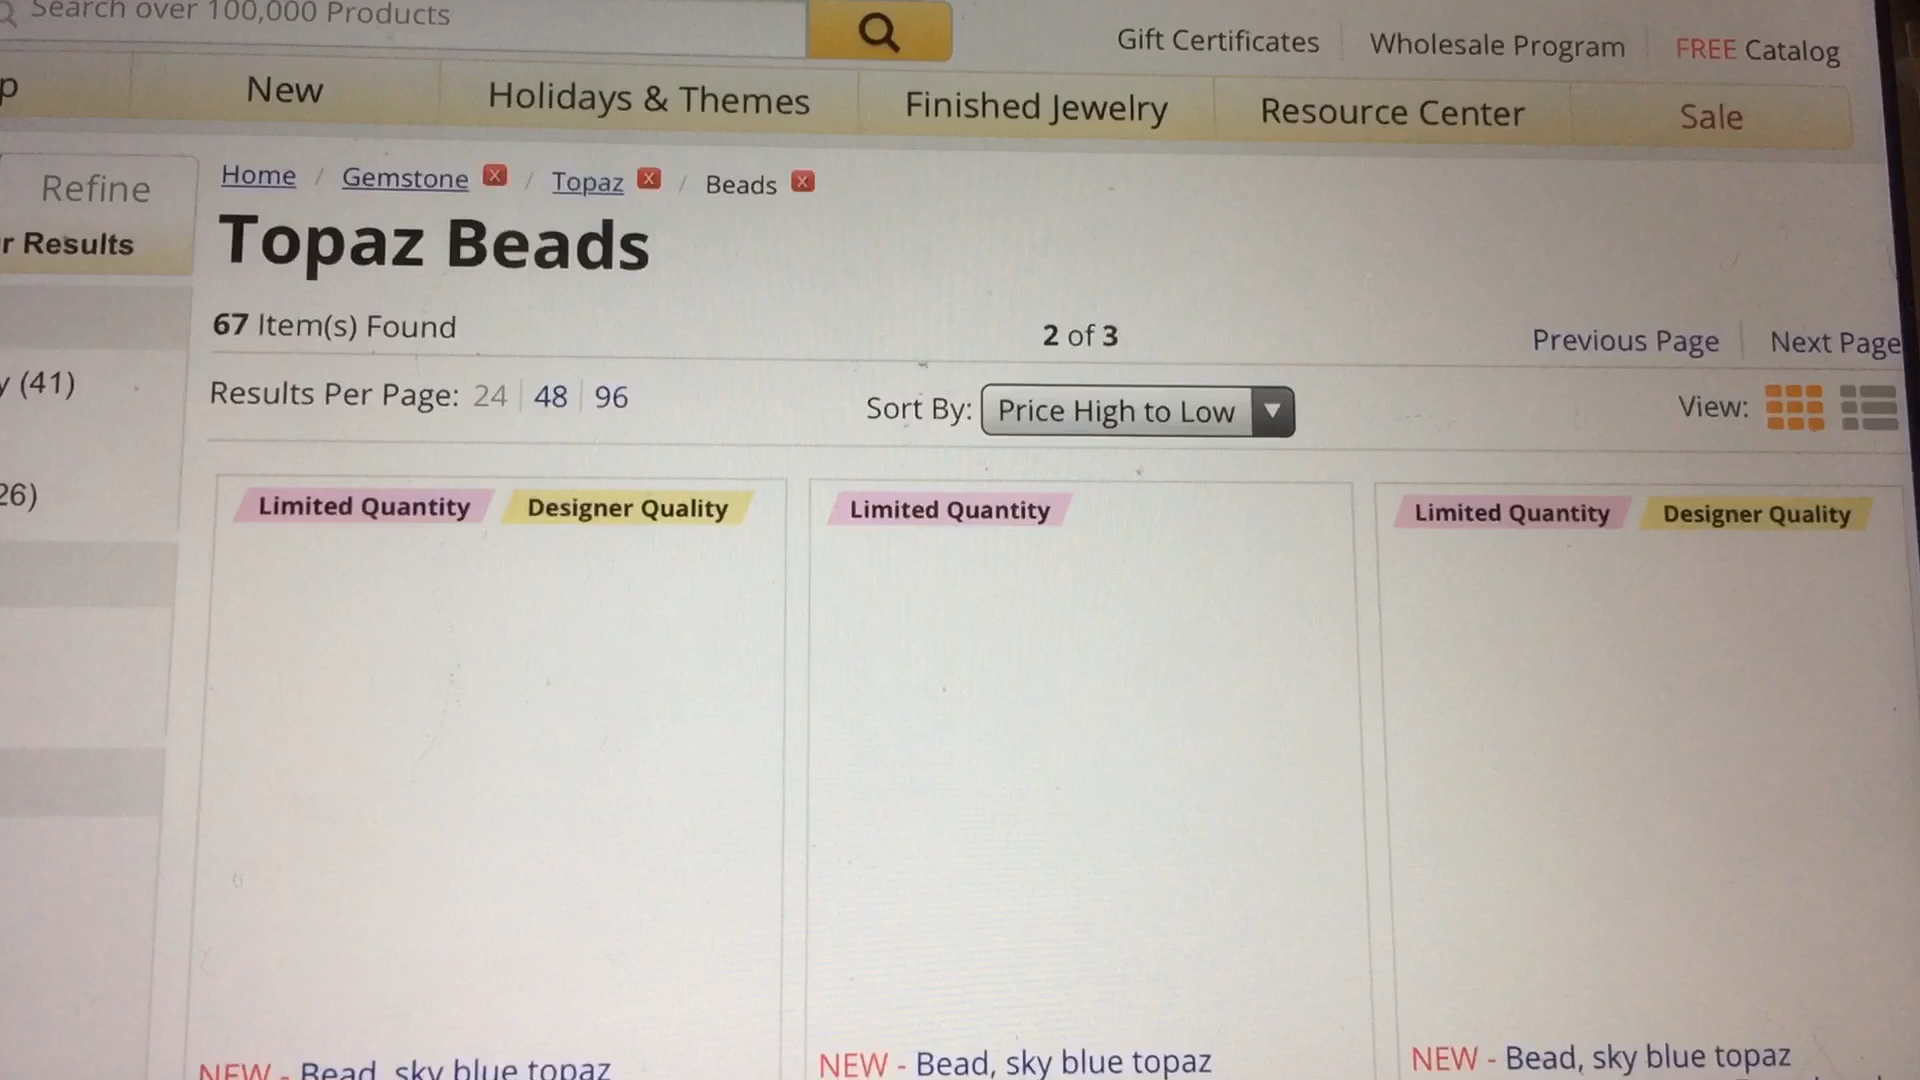 Search over 100,000 Products
Gift Certificates Wholesale Program FREE Catalog
p New Holidays & Themes Finished Jewelry Resource Center Sale
Refine
r Results
Home / Gemstone x / Topaz x / Beads x
Topaz Beads
67 Item(s) Found 2 of 3 Previous Page Next Page
y (41)
Results Per Page: 24 48 96 Sort By: Price High to Low View:
26)
Limited Quantity Designer Quality Limited Quantity Limited Quantity Designer Quality
NEW - Bead, sky blue topaz NEW - Bead, sky blue topaz NEW - Bead, sky blue topaz